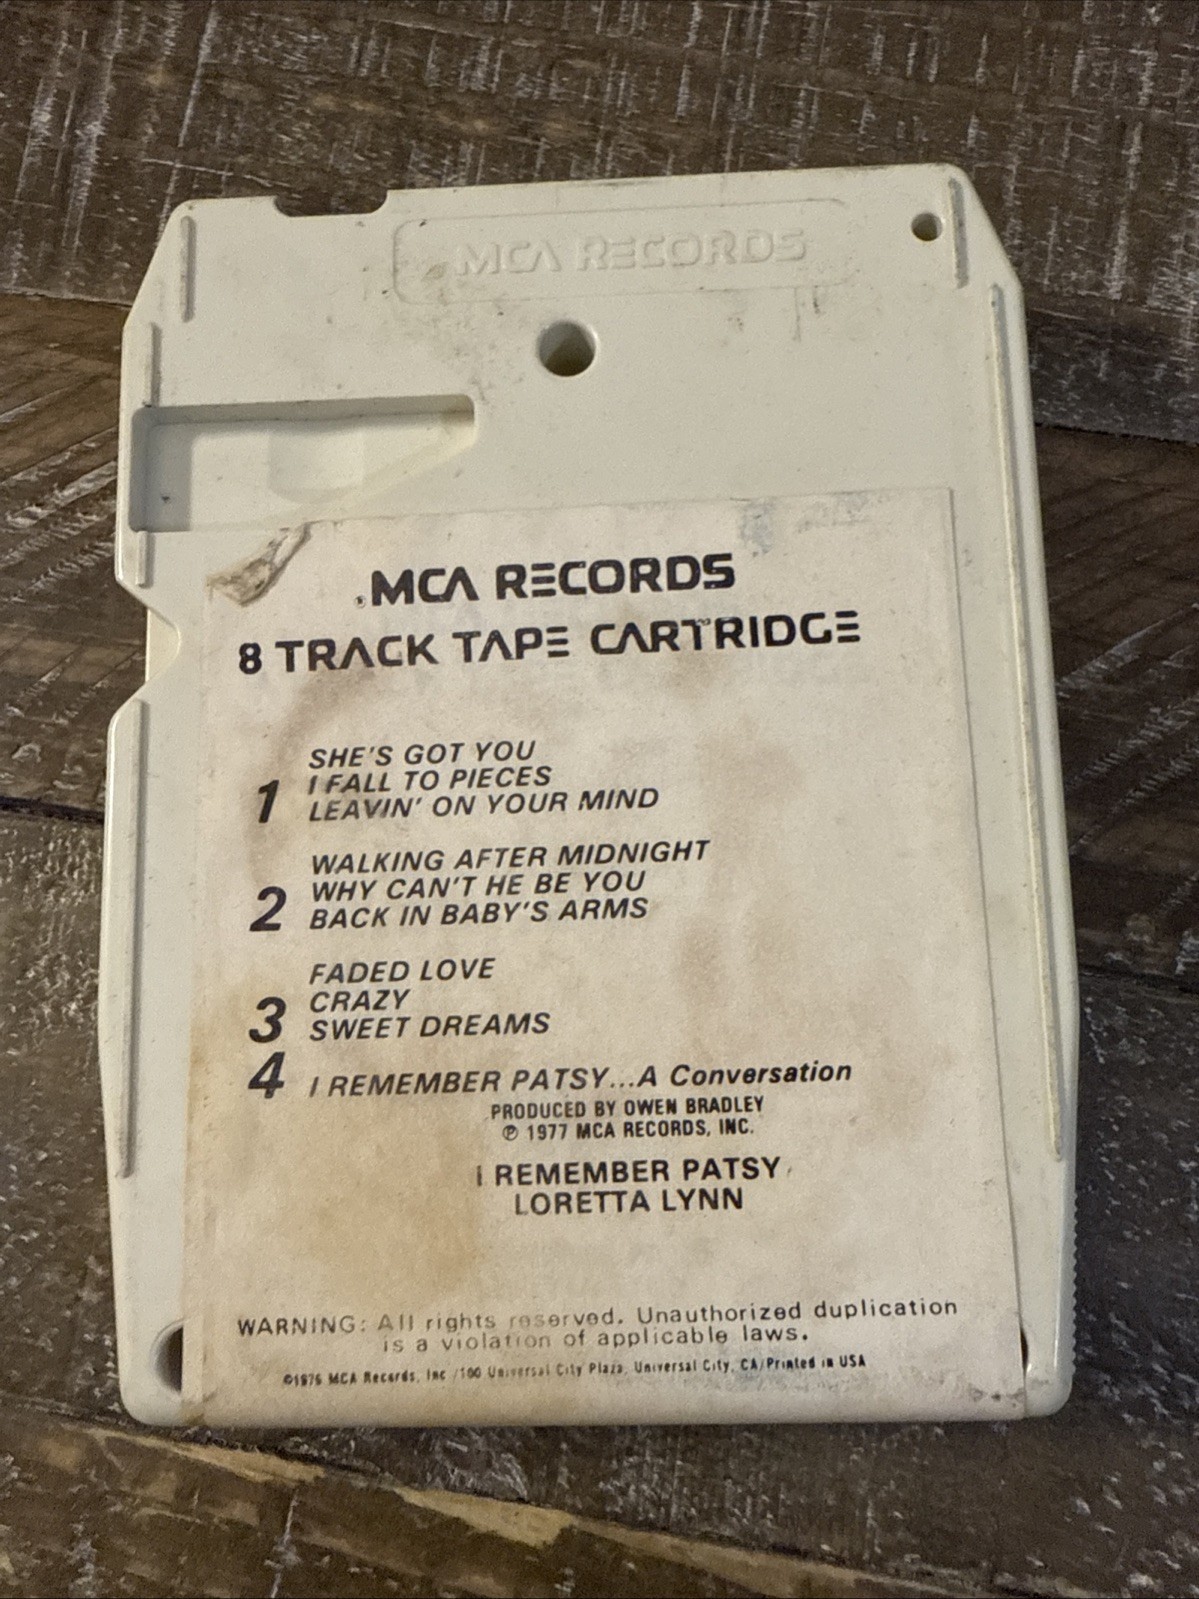 MCA RECORDS
MCA RECORDS
8 TRACK TAPE CARTRIDGE
1
SHE'S GOT YOU
I FALL TO PIECES
LEAVIN' ON YOUR MIND
2
WALKING AFTER MIDNIGHT
WHY CAN'T HE BE YOU
BACK IN BABY'S ARMS
3
FADED LOVE
CRAZY
SWEET DREAMS
4
I REMEMBER PATSY...A Conversation
PRODUCED BY OWEN BRADLEY
℗ 1977 MCA RECORDS, INC.
I REMEMBER PATSY
LORETTA LYNN
WARNING: All rights reserved. Unauthorized duplication
is a violation of applicable laws.
©1976 MCA Records, Inc /100 Universal City Plaza, Universal City, CA/Printed in USA